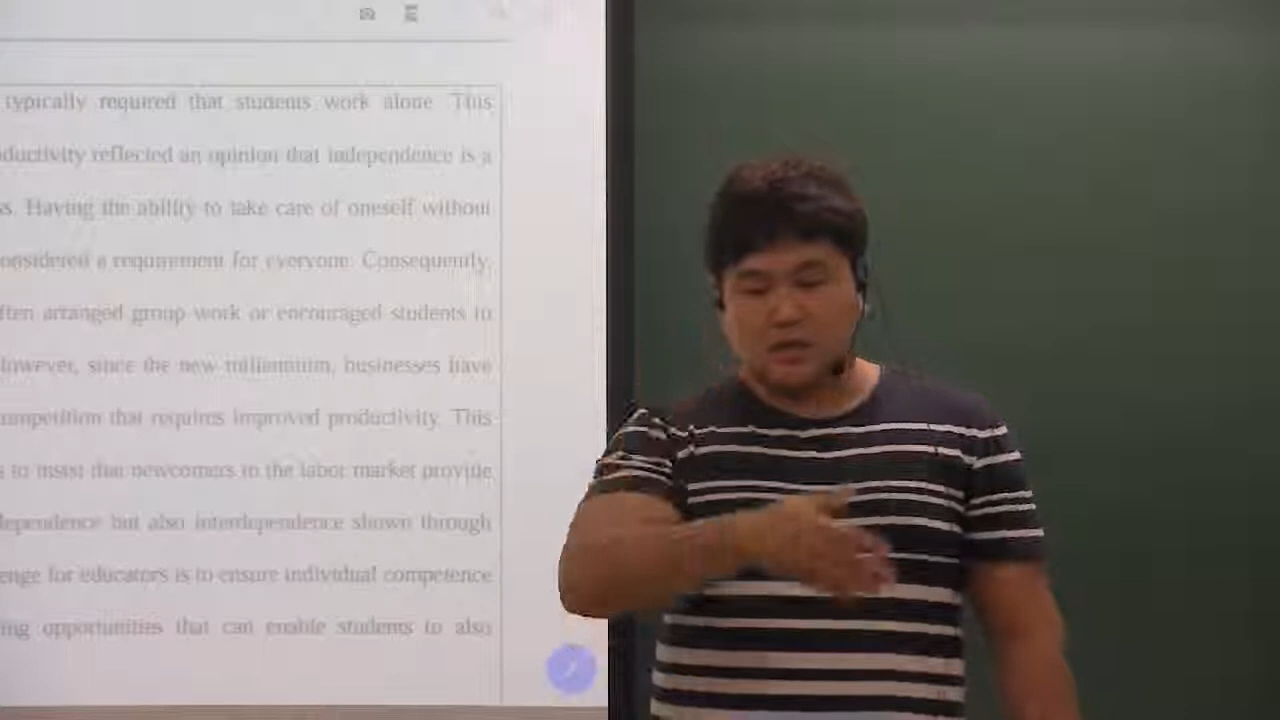 typically required that students work alone. This
oductivity reflected an opinion that independence is a
s. Having the ability to take care of oneself without
onsidered a requirement for everyone. Consequently,
ften arranged group work or encouraged students to
owever, since the new millennium, businesses have
ompetition that requires improved productivity. This
s to insist that newcomers to the labor market provide
dependence but also interdependence shown through
enge for educators is to ensure individual competence
ing opportunities that can enable students to also